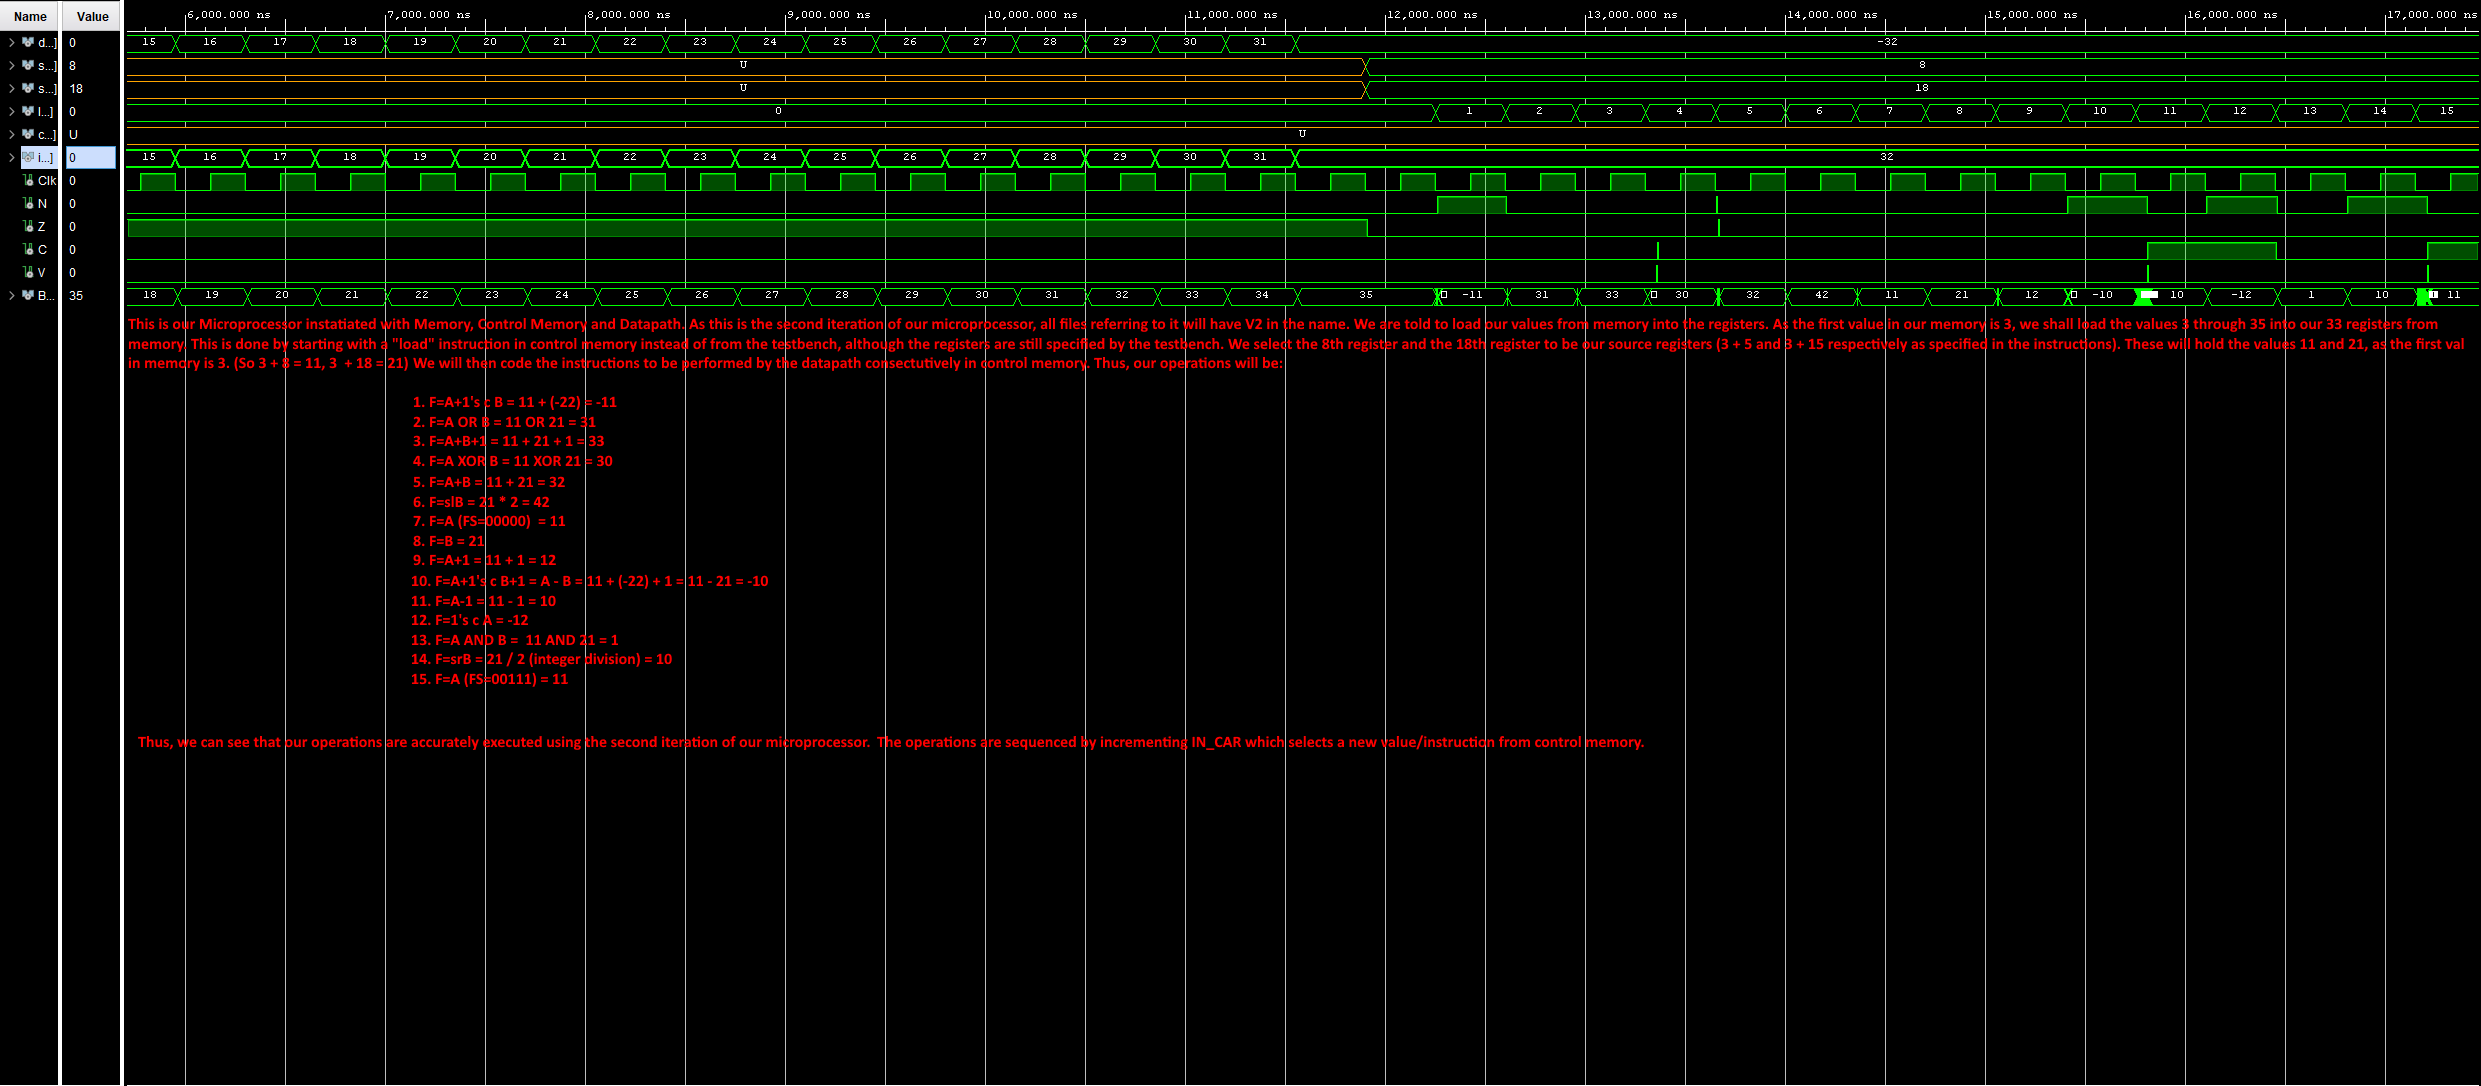 Name Value 6,000.000 ns 7,000.000 ns 8,000.000 ns 9,000.000 ns 10,000.000 ns 11,000.000 ns 12,000.000 ns 13,000.000 ns 14,000.000 ns 15,000.000 ns 16,000.000 ns 17,000.000 ns
d...] 0 15 16 17 18 19 20 21 22 23 24 25 26 27 28 29 30 31 -32
s...] 8 U 8
s...] 18 U 18
l...] 0 0 1 2 3 4 5 6 7 8 9 10 11 12 13 14 15
c...] U U
i...] 0 15 16 17 18 19 20 21 22 23 24 25 26 27 28 29 30 31 32
Clk 0
N 0
Z 0
C 0
V 0
B... 35 18 19 20 21 22 23 24 25 26 27 28 29 30 31 32 33 34 35 -11 31 33 30 32 42 11 21 12 -10 10 -12 1 10 11
This is our Microprocessor instatiated with Memory, Control Memory and Datapath. As this is the second iteration of our microprocessor, all files referring to it will have V2 in the name. We are told to load our values from memory into the registers. As the first value in our memory is 3, we shall load the values 3 through 35 into our 33 registers from
memory. This is done by starting with a "load" instruction in control memory instead of from the testbench, although the registers are still specified by the testbench. We select the 8th register and the 18th register to be our source registers (3 + 5 and 3 + 15 respectively as specified in the instructions). These will hold the values 11 and 21, as the first val
in memory is 3. (So 3 + 8 = 11, 3 + 18 = 21) We will then code the instructions to be performed by the datapath consectutively in control memory. Thus, our operations will be:
1. F=A+1's c B = 11 + (-22) = -11
2. F=A OR B = 11 OR 21 = 31
3. F=A+B+1 = 11 + 21 + 1 = 33
4. F=A XOR B = 11 XOR 21 = 30
5. F=A+B = 11 + 21 = 32
6. F=slB = 21 * 2 = 42
7. F=A (FS=00000) = 11
8. F=B = 21
9. F=A+1 = 11 + 1 = 12
10. F=A+1's c B+1 = A - B = 11 + (-22) + 1 = 11 - 21 = -10
11. F=A-1 = 11 - 1 = 10
12. F=1's c A = -12
13. F=A AND B = 11 AND 21 = 1
14. F=srB = 21 / 2 (integer division) = 10
15. F=A (FS=00111) = 11
Thus, we can see that our operations are accurately executed using the second iteration of our microprocessor. The operations are sequenced by incrementing IN_CAR which selects a new value/instruction from control memory.